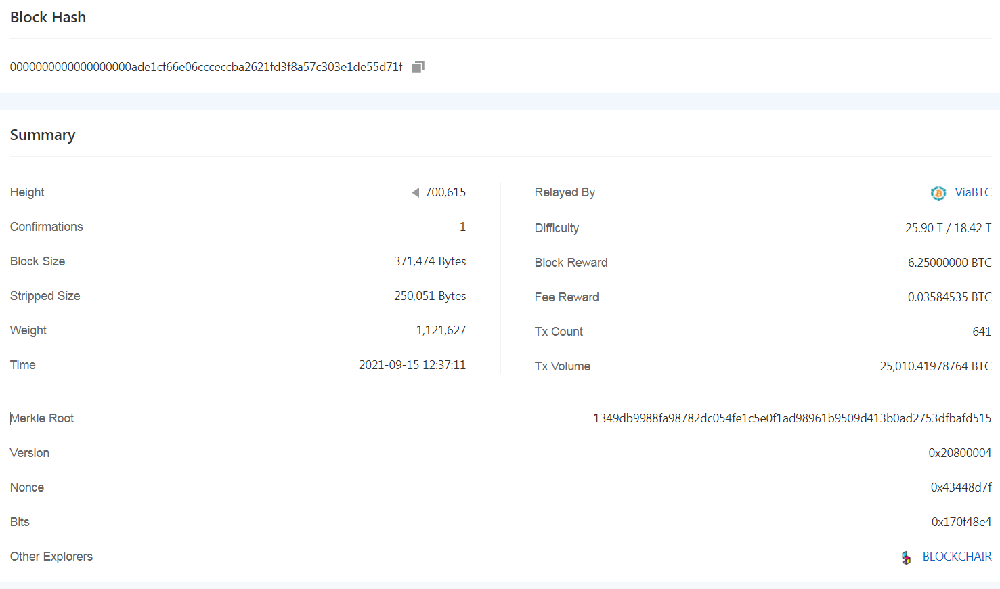 Block Hash
0000000000000000000ade1cf66e06ccceccba2621fd3f8a57c303e1de55d71f
Summary
Height 700,615
Confirmations 1
Block Size 371,474 Bytes
Stripped Size 250,051 Bytes
Weight 1,121,627
Time 2021-09-15 12:37:11
Relayed By ViaBTC
Difficulty 25.90 T / 18.42 T
Block Reward 6.25000000 BTC
Fee Reward 0.03584535 BTC
Tx Count 641
Tx Volume 25,010.41978764 BTC
Merkle Root 1349db9988fa98782dc054fe1c5e0f1ad98961b9509d413b0ad2753dfbafd515
Version 0x20800004
Nonce 0x43448d7f
Bits 0x170f48e4
Other Explorers BLOCKCHAIR